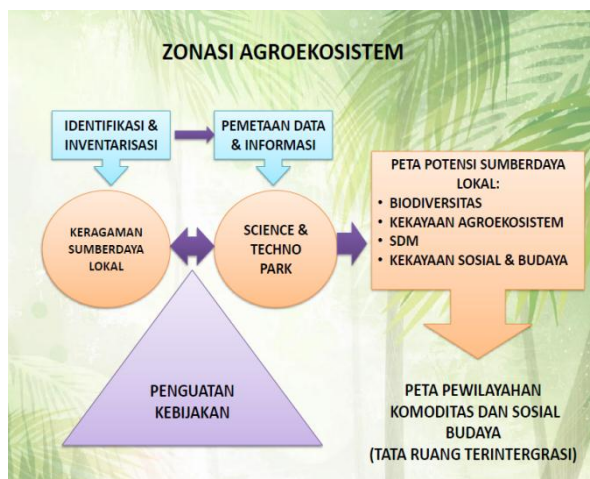 ZONASI AGROEKOSISTEM
IDENTIFIKASI &
INVENTARISASI
PEMETAAN DATA
& INFORMASI
KERAGAMAN
SUMBERDAYA
LOKAL
SCIENCE &
TECHNO
PARK
PETA POTENSI SUMBERDAYA
LOKAL:
• BIODIVERSITAS
• KEKAYAAN AGROEKOSISTEM
• SDM
• KEKAYAAN SOSIAL & BUDAYA
PENGUATAN
KEBIJAKAN
PETA PEWILAYAHAN
KOMODITAS DAN SOSIAL
BUDAYA
(TATA RUANG TERINTERGRASI)